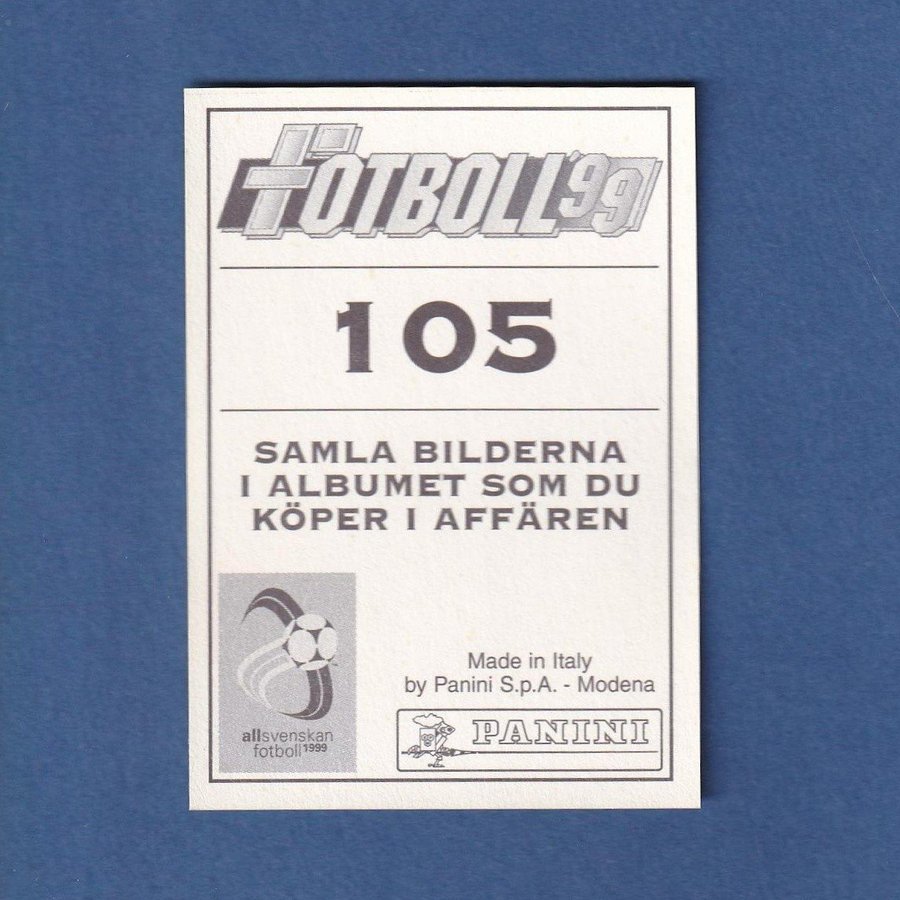 FOTBOLL'99
105
SAMLA BILDERNA
I ALBUMET SOM DU
KÖPER I AFFÄREN
allsvenskan
fotboll 1999
Made in Italy
by Panini S.p.A. - Modena
PANINI